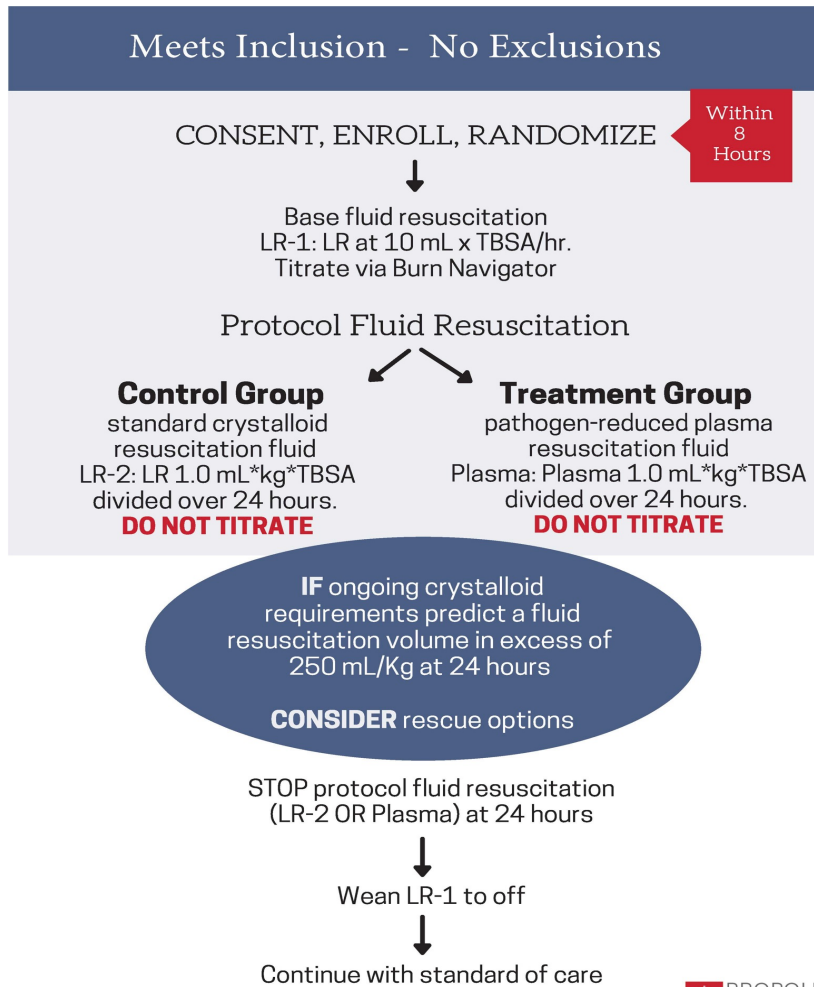 Meets Inclusion - No Exclusions
Within
8
Hours
CONSENT, ENROLL, RANDOMIZE
Base fluid resuscitation
LR-1: LR at 10 mL x TBSA/hr.
Titrate via Burn Navigator
Protocol Fluid Resuscitation
Control Group
standard crystalloid
resuscitation fluid
LR-2: LR 1.0 mL*kg*TBSA
divided over 24 hours.
DO NOT TITRATE
Treatment Group
pathogen-reduced plasma
resuscitation fluid
Plasma: Plasma 1.0 mL*kg*TBSA
divided over 24 hours.
DO NOT TITRATE
IF ongoing crystalloid
requirements predict a fluid
resuscitation volume in excess of
250 mL/Kg at 24 hours
CONSIDER rescue options
STOP protocol fluid resuscitation
(LR-2 OR Plasma) at 24 hours
Wean LR-1 to off
Continue with standard of care